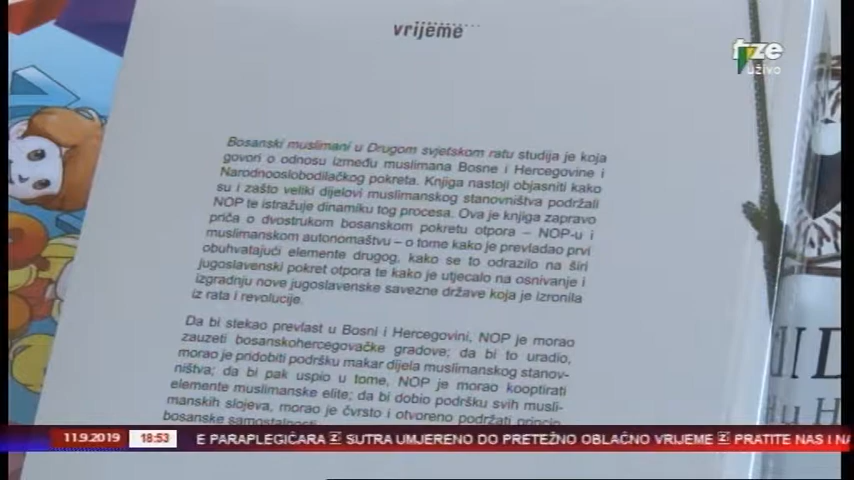 vrijeme
tze
uživo
Bosanski muslimani u Drugom svjetskom ratu studija je koja
govori o odnosu između muslimana Bosne i Hercegovine i
Narodnooslobodilačkog pokreta. Knjiga nastoji objasniti kako
su i zašto veliki dijelovi muslimanskog stanovništva podržali
NOP te istražuje dinamiku tog procesa. Ova je knjiga zapravo
priča o dvostrukom bosanskom pokretu otpora – NOP-u i
muslimanskom autonomaštvu – o tome kako je prevladao prvi
obuhvatajući elemente drugog, kako se to odrazilo na širi
jugoslavenski pokret otpora te kako je utjecalo na osnivanje i
izgradnju nove jugoslavenske savezne države koja je izronila
iz rata i revolucije.
Da bi stekao prevlast u Bosni i Hercegovini, NOP je morao
zauzeti bosanskohercegovačke gradove; da bi to uradio,
morao je pridobiti podršku makar dijela muslimanskog stanov-
ništva; da bi pak uspio u tome, NOP je morao kooptirati
elemente muslimanske elite; da bi dobio podršku svih musli-
manskih slojeva, morao je čvrsto i otvoreno podržati princip
bosanske samostalnosti
11.9.2019 18:53 E PARAPLEGIČARA SUTRA UMJERENO DO PRETEŽNO OBLAČNO VRIJEME PRATITE NAS I NA